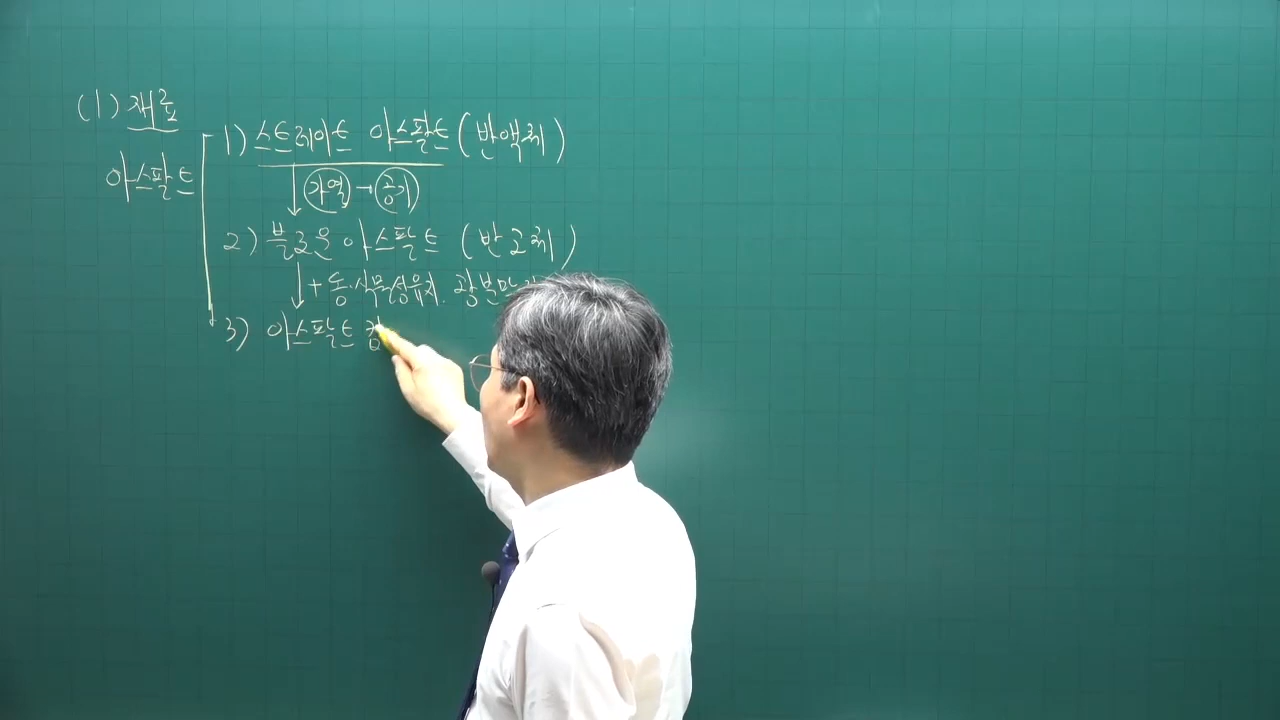 (1) 재료
아스팔트
1) 스트레이트 아스팔트 (반액체)
가열 → 공기
2) 블로운 아스팔트 (반고체)
+ 동·식물성유지, 광물
3) 아스팔트 컴